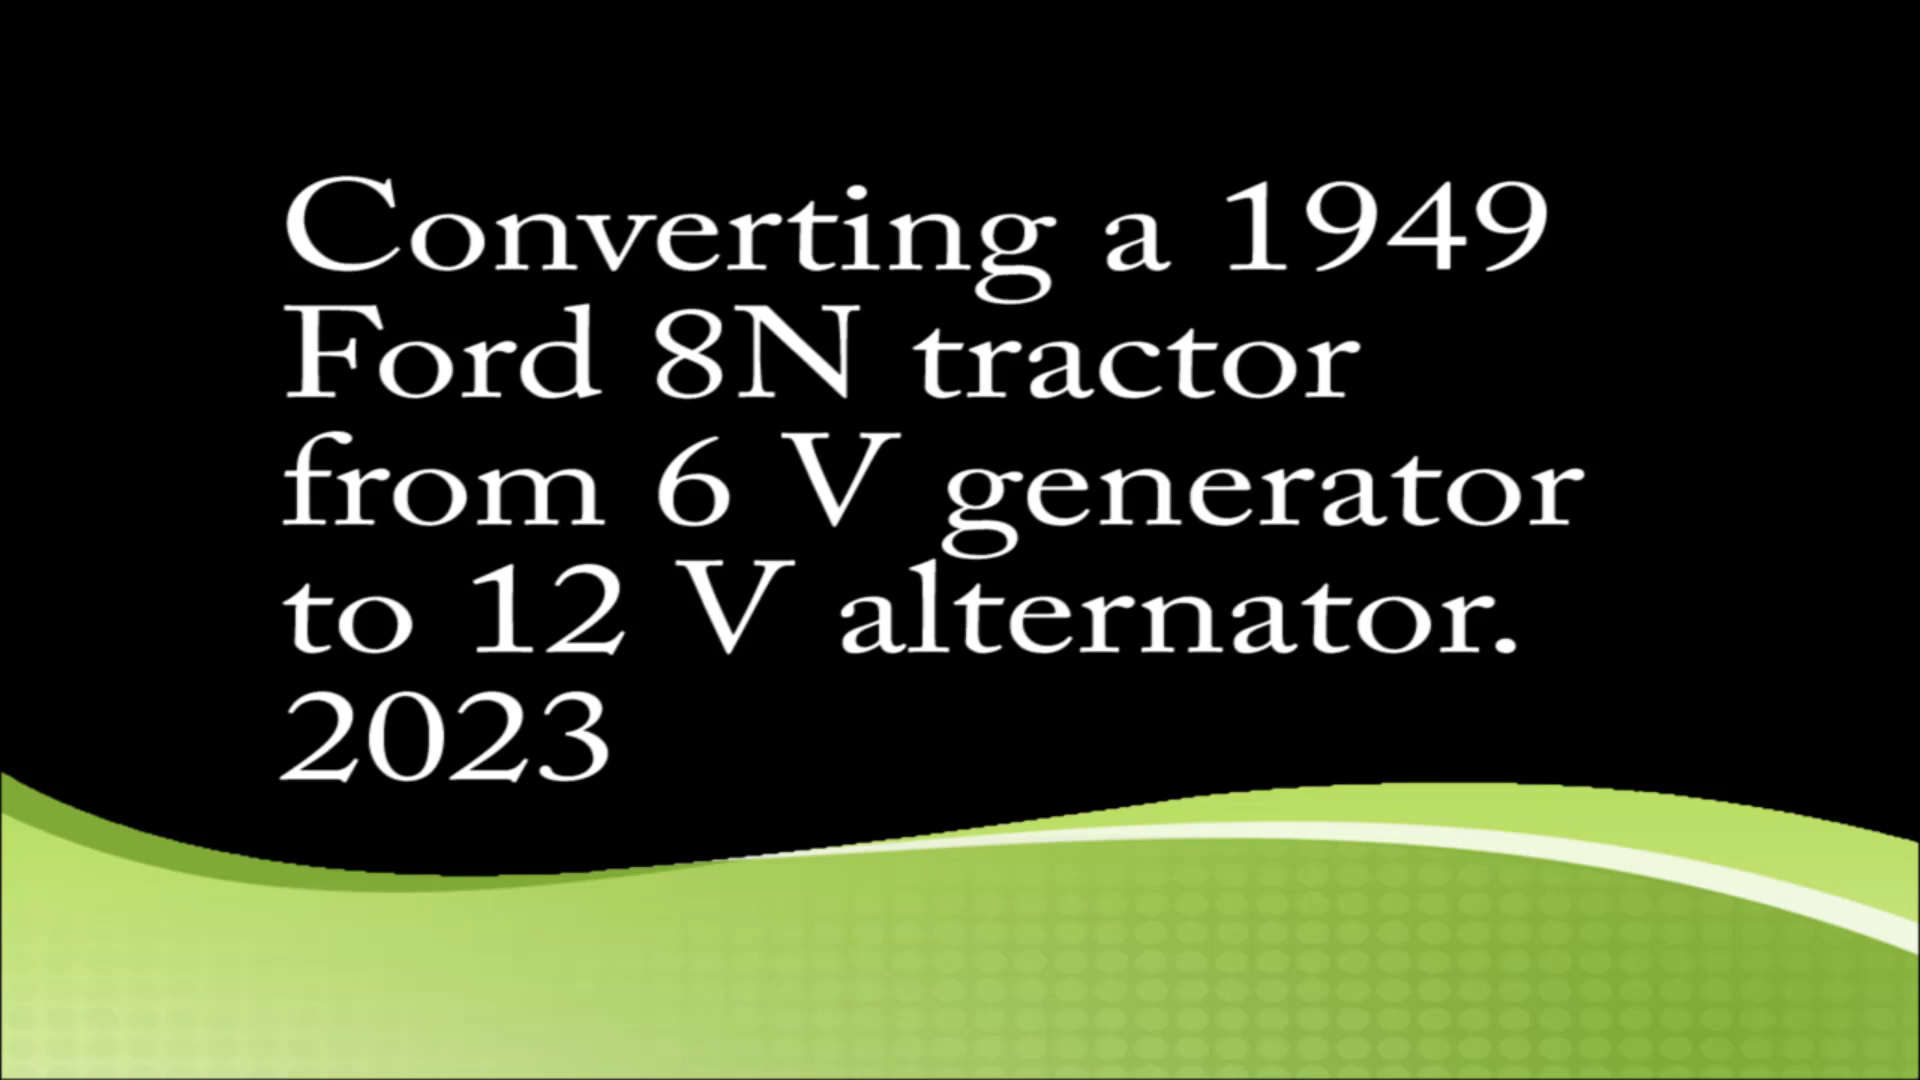 Converting a 1949
Ford 8N tractor
from 6 V generator
to 12 V alternator.
2023